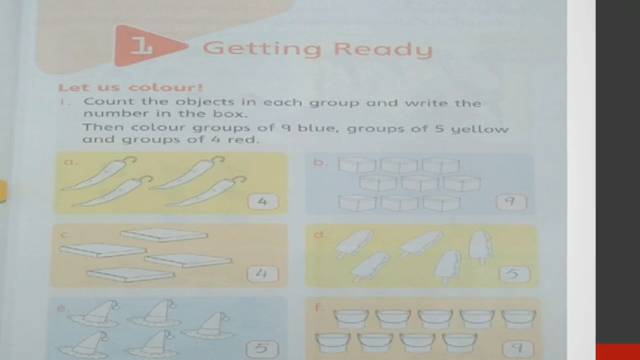 1 Getting Ready
Let us colour!
1. Count the objects in each group and write the
number in the box.
Then colour groups of 9 blue, groups of 5 yellow
and groups of 4 red.
a. 4
b. 9
c. 4
d. 5
e. 5
f. 9